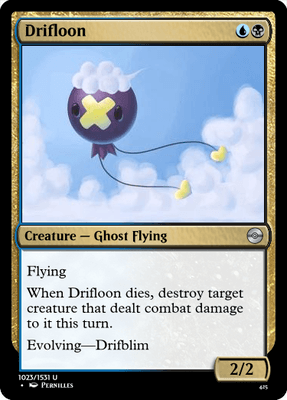 Drifloon
Creature — Ghost Flying
Flying
When Drifloon dies, destroy target
creature that dealt combat damage
to it this turn.
Evolving—Drifblim
2/2
1023/1531 U
PERNILLES